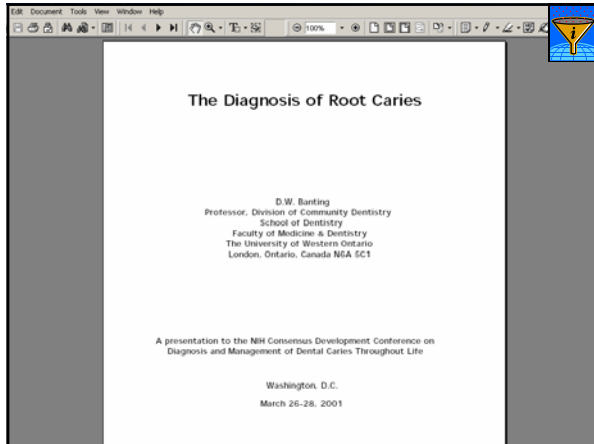 Edit Document Tools View Window Help
100%
i
The Diagnosis of Root Caries
D.W. Banting
Professor, Division of Community Dentistry
School of Dentistry
Faculty of Medicine & Dentistry
The University of Western Ontario
London, Ontario, Canada N6A 5C1
A presentation to the NIH Consensus Development Conference on
Diagnosis and Management of Dental Caries Throughout Life
Washington, D.C.
March 26-28, 2001